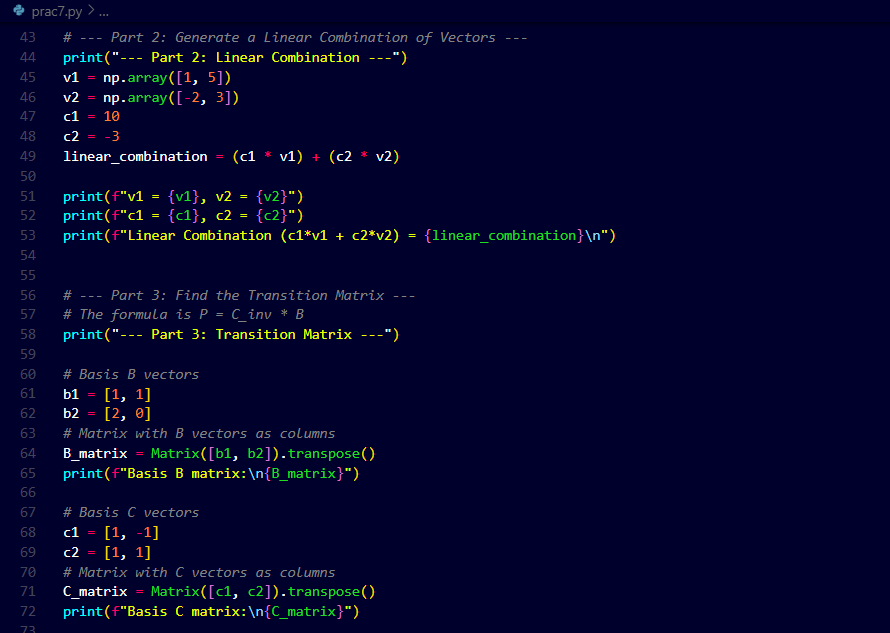 prac7.py > ...
43 # --- Part 2: Generate a Linear Combination of Vectors ---
44 print("--- Part 2: Linear Combination ---")
45 v1 = np.array([1, 5])
46 v2 = np.array([-2, 3])
47 c1 = 10
48 c2 = -3
49 linear_combination = (c1 * v1) + (c2 * v2)
50
51 print(f"v1 = {v1}, v2 = {v2}")
52 print(f"c1 = {c1}, c2 = {c2}")
53 print(f"Linear Combination (c1*v1 + c2*v2) = {linear_combination}\n")
54
55
56 # --- Part 3: Find the Transition Matrix ---
57 # The formula is P = C_inv * B
58 print("--- Part 3: Transition Matrix ---")
59
60 # Basis B vectors
61 b1 = [1, 1]
62 b2 = [2, 0]
63 # Matrix with B vectors as columns
64 B_matrix = Matrix([b1, b2]).transpose()
65 print(f"Basis B matrix:\n{B_matrix}")
66
67 # Basis C vectors
68 c1 = [1, -1]
69 c2 = [1, 1]
70 # Matrix with C vectors as columns
71 C_matrix = Matrix([c1, c2]).transpose()
72 print(f"Basis C matrix:\n{C_matrix}")
73